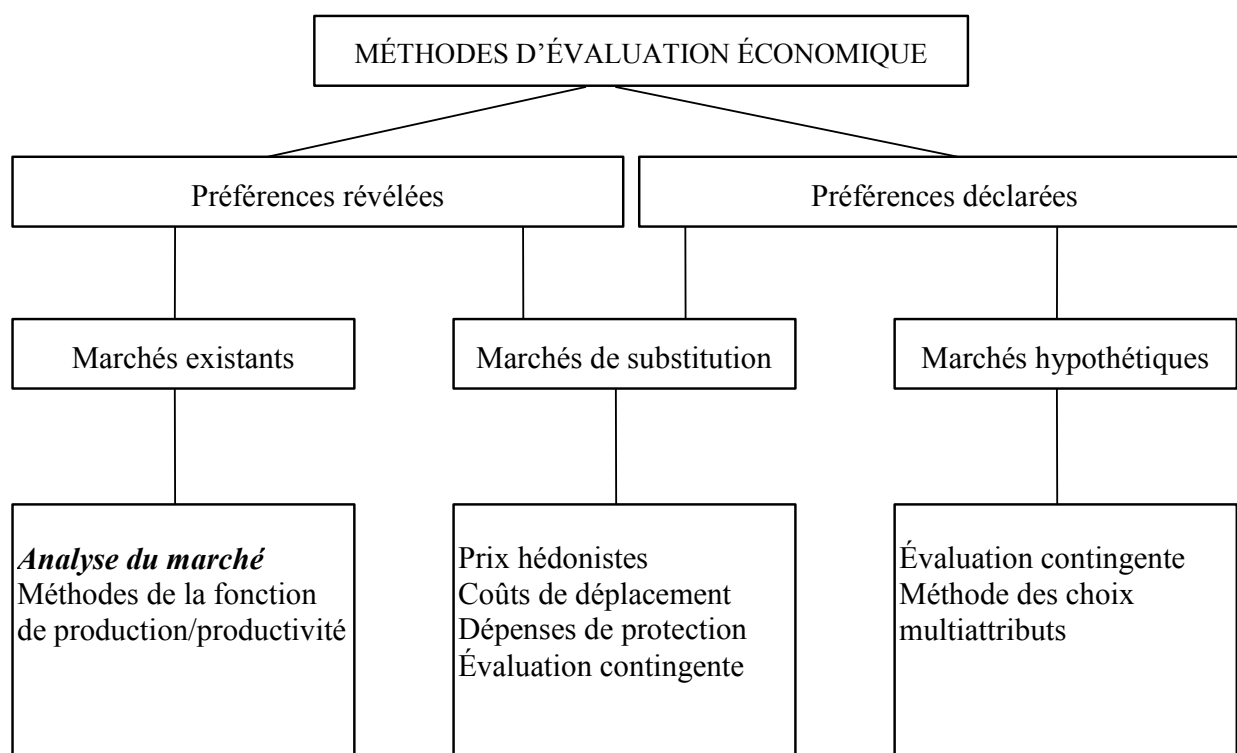 MÉTHODES D’ÉVALUATION ÉCONOMIQUE
Préférences révélées
Préférences déclarées
Marchés existants
Marchés de substitution
Marchés hypothétiques
Analyse du marché
Méthodes de la fonction
de production/productivité
Prix hédonistes
Coûts de déplacement
Dépenses de protection
Évaluation contingente
Évaluation contingente
Méthode des choix
multiattributs